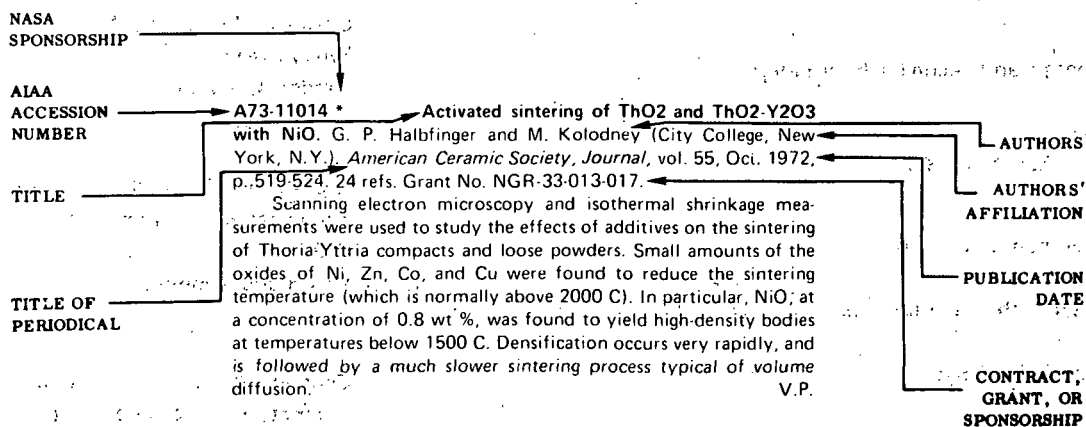 NASA
SPONSORSHIP
AIAA
ACCESSION
NUMBER
TITLE
TITLE OF
PERIODICAL
A73-11014 * Activated sintering of ThO2 and ThO2-Y2O3
with NiO. G. P. Halbfinger and M. Kolodney (City College, New
York, N.Y.). American Ceramic Society, Journal, vol. 55, Oct. 1972,
p. 519-524. 24 refs. Grant No. NGR-33-013-017.
Scanning electron microscopy and isothermal shrinkage mea-
surements were used to study the effects of additives on the sintering
of Thoria-Yttria compacts and loose powders. Small amounts of the
oxides of Ni, Zn, Co, and Cu were found to reduce the sintering
temperature (which is normally above 2000 C). In particular, NiO, at
a concentration of 0.8 wt %, was found to yield high-density bodies
at temperatures below 1500 C. Densification occurs very rapidly, and
is followed by a much slower sintering process typical of volume
diffusion. V.P.
AUTHORS
AUTHORS'
AFFILIATION
PUBLICATION
DATE
CONTRACT,
GRANT, OR
SPONSORSHIP